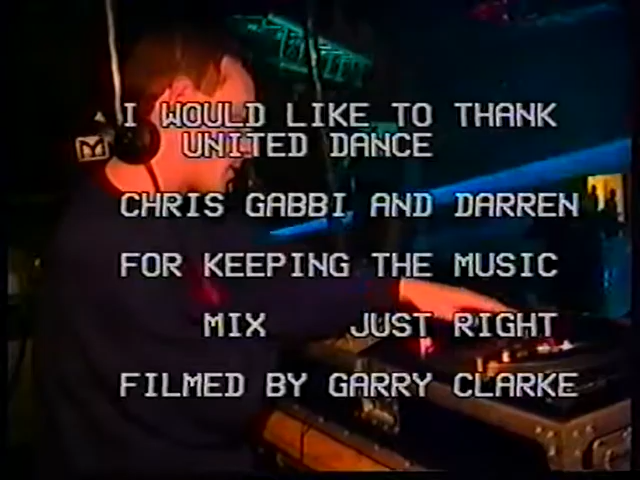 I WOULD LIKE TO THANK
UNITED DANCE
CHRIS GABBI AND DARREN
FOR KEEPING THE MUSIC
MIX JUST RIGHT
FILMED BY GARRY CLARKE